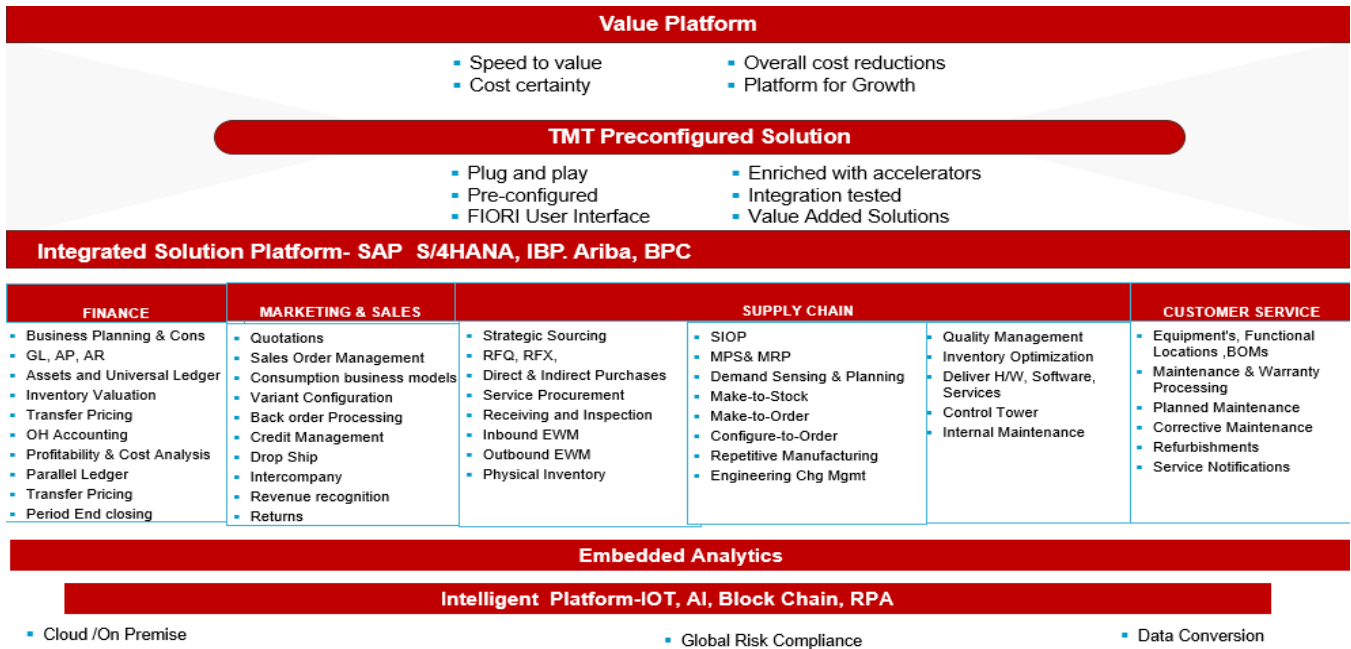 Value Platform
Speed to value
Cost certainty
Overall cost reductions
Platform for Growth
TMT Preconfigured Solution
Plug and play
Pre-configured
FIORI User Interface
Enriched with accelerators
Integration tested
Value Added Solutions
Integrated Solution Platform- SAP S/4HANA, IBP. Ariba, BPC
FINANCE
Business Planning & Cons
GL, AP, AR
Assets and Universal Ledger
Inventory Valuation
Transfer Pricing
OH Accounting
Profitability & Cost Analysis
Parallel Ledger
Transfer Pricing
Period End closing
MARKETING & SALES
Quotations
Sales Order Management
Consumption business models
Variant Configuration
Back order Processing
Credit Management
Drop Ship
Intercompany
Revenue recognition
Returns
SUPPLY CHAIN
Strategic Sourcing
RFQ, RFX,
Direct & Indirect Purchases
Service Procurement
Receiving and Inspection
Inbound EWM
Outbound EWM
Physical Inventory
SIOP
MPS& MRP
Demand Sensing & Planning
Make-to-Stock
Make-to-Order
Configure-to-Order
Repetitive Manufacturing
Engineering Chg Mgmt
Quality Management
Inventory Optimization
Deliver H/W, Software,
Services
Control Tower
Internal Maintenance
CUSTOMER SERVICE
Equipment's, Functional
Locations ,BOMs
Maintenance & Warranty
Processing
Planned Maintenance
Corrective Maintenance
Refurbishments
Service Notifications
Embedded Analytics
Intelligent Platform-IOT, AI, Block Chain, RPA
Cloud /On Premise
Global Risk Compliance
Data Conversion